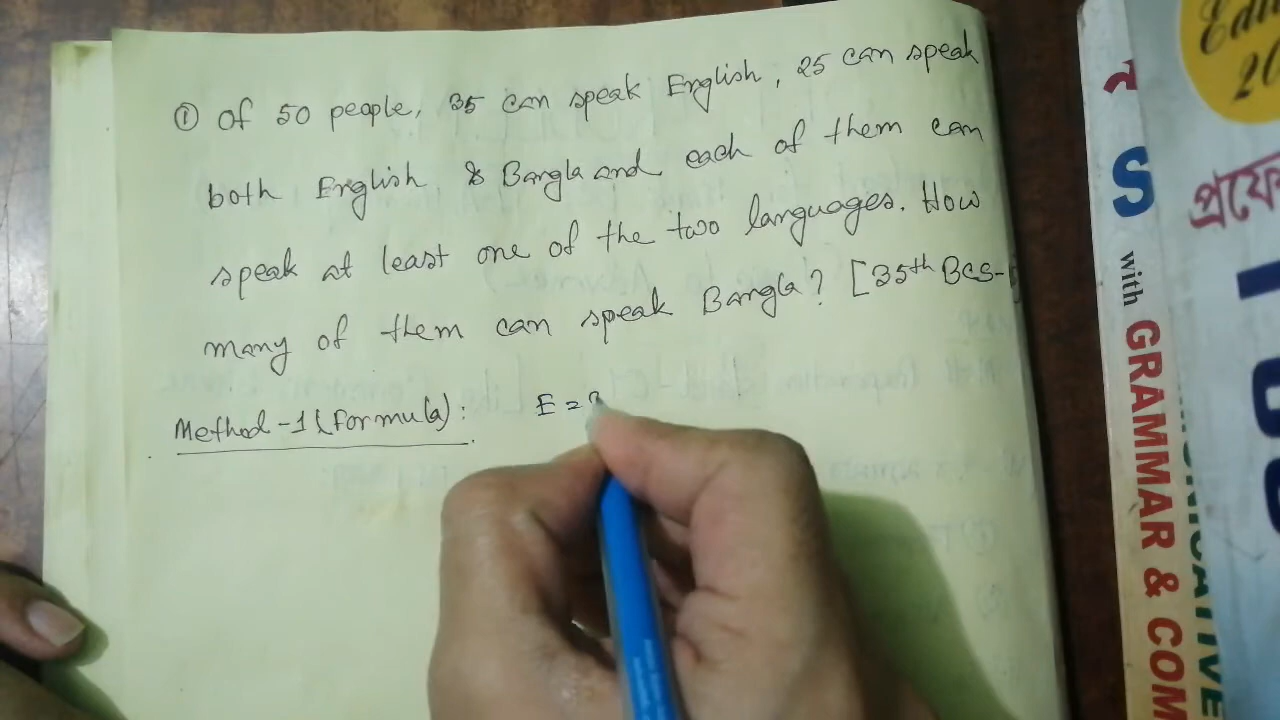 ① Of 50 people, 35 can speak English, 25 can speak
both English & Bangla and each of them can
speak at least one of the two languages. How
many of them can speak Bangla? [35th BCS-
Method-1 (Formula):
E =
with GRAMMAR & COM
প্রফে